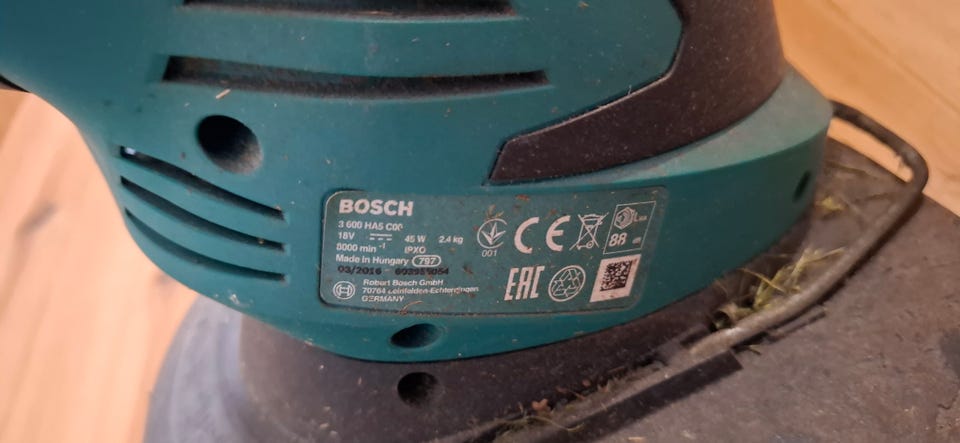 BOSCH
3 600 HA5 C00
18V 45 W 2.4 kg
8000 min⁻¹ IPX0
Made in Hungary 797
03/2016
Robert Bosch GmbH
70764 Leinfelden-Echterdingen
GERMANY
001
CE
88
EAC